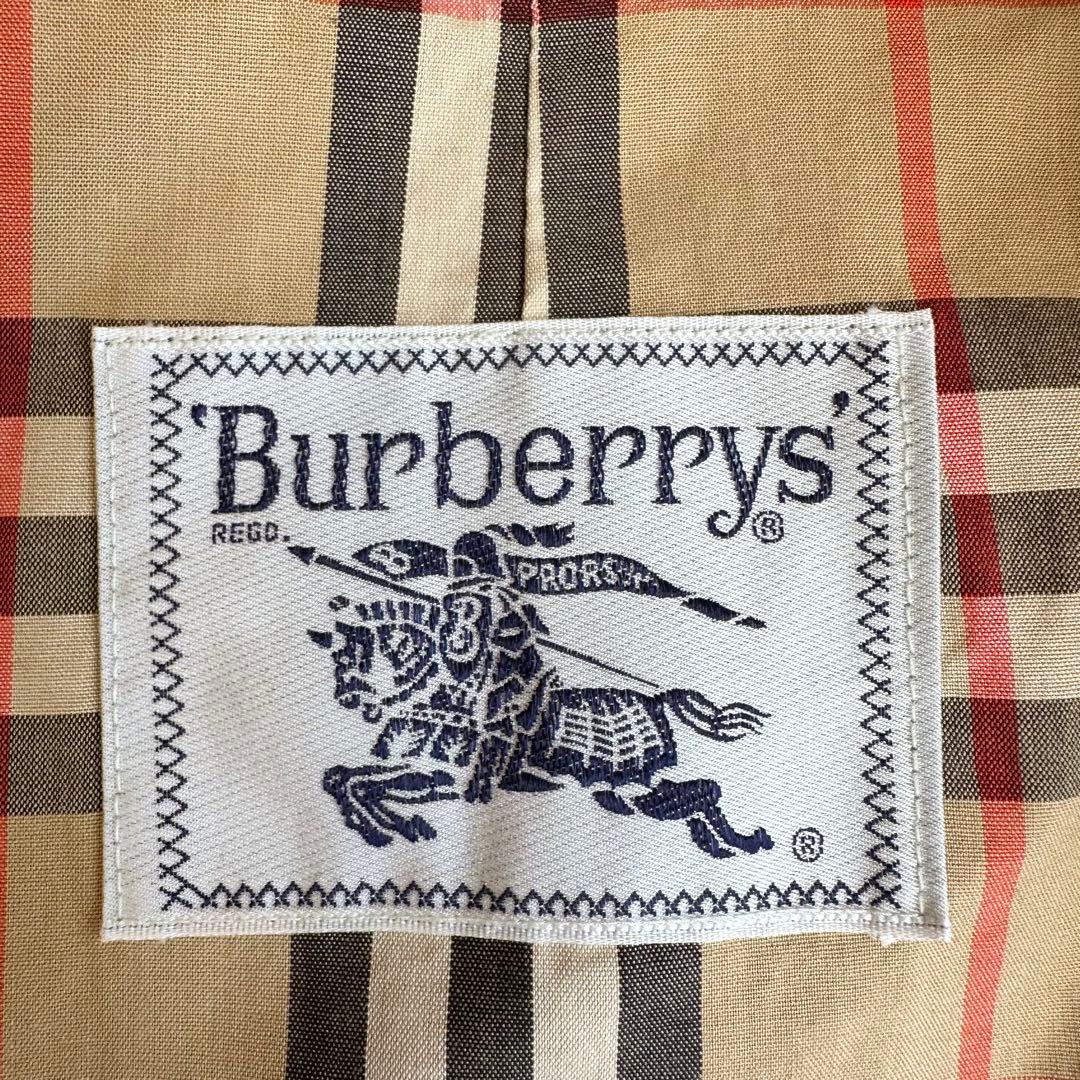 'Burberrys'
REGD. ®
B PRORSUM
B
®